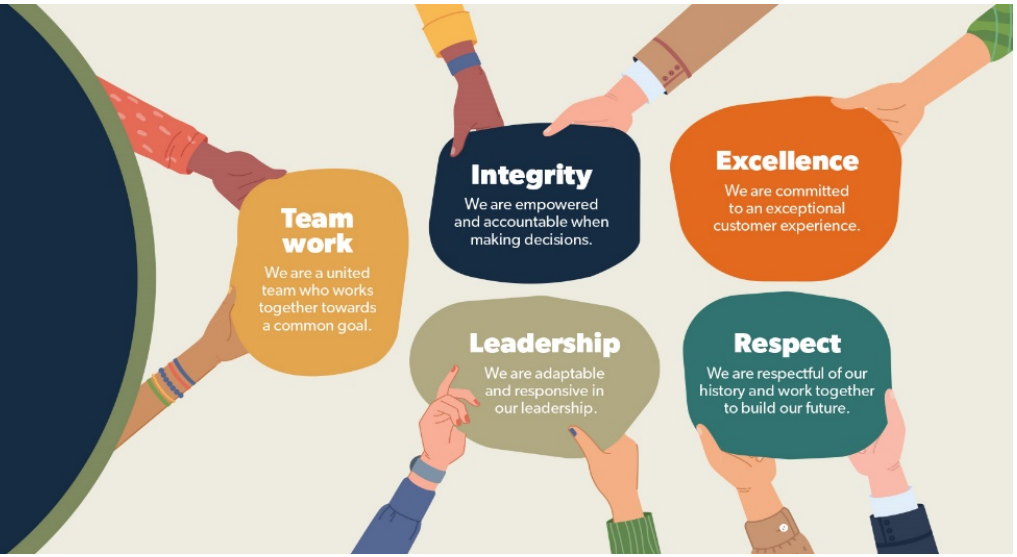 Team
work
We are a united
team who works
together towards
a common goal.
Integrity
We are empowered
and accountable when
making decisions.
Excellence
We are committed
to an exceptional
customer experience.
Leadership
We are adaptable
and responsive in
our leadership.
Respect
We are respectful of our
history and work together
to build our future.